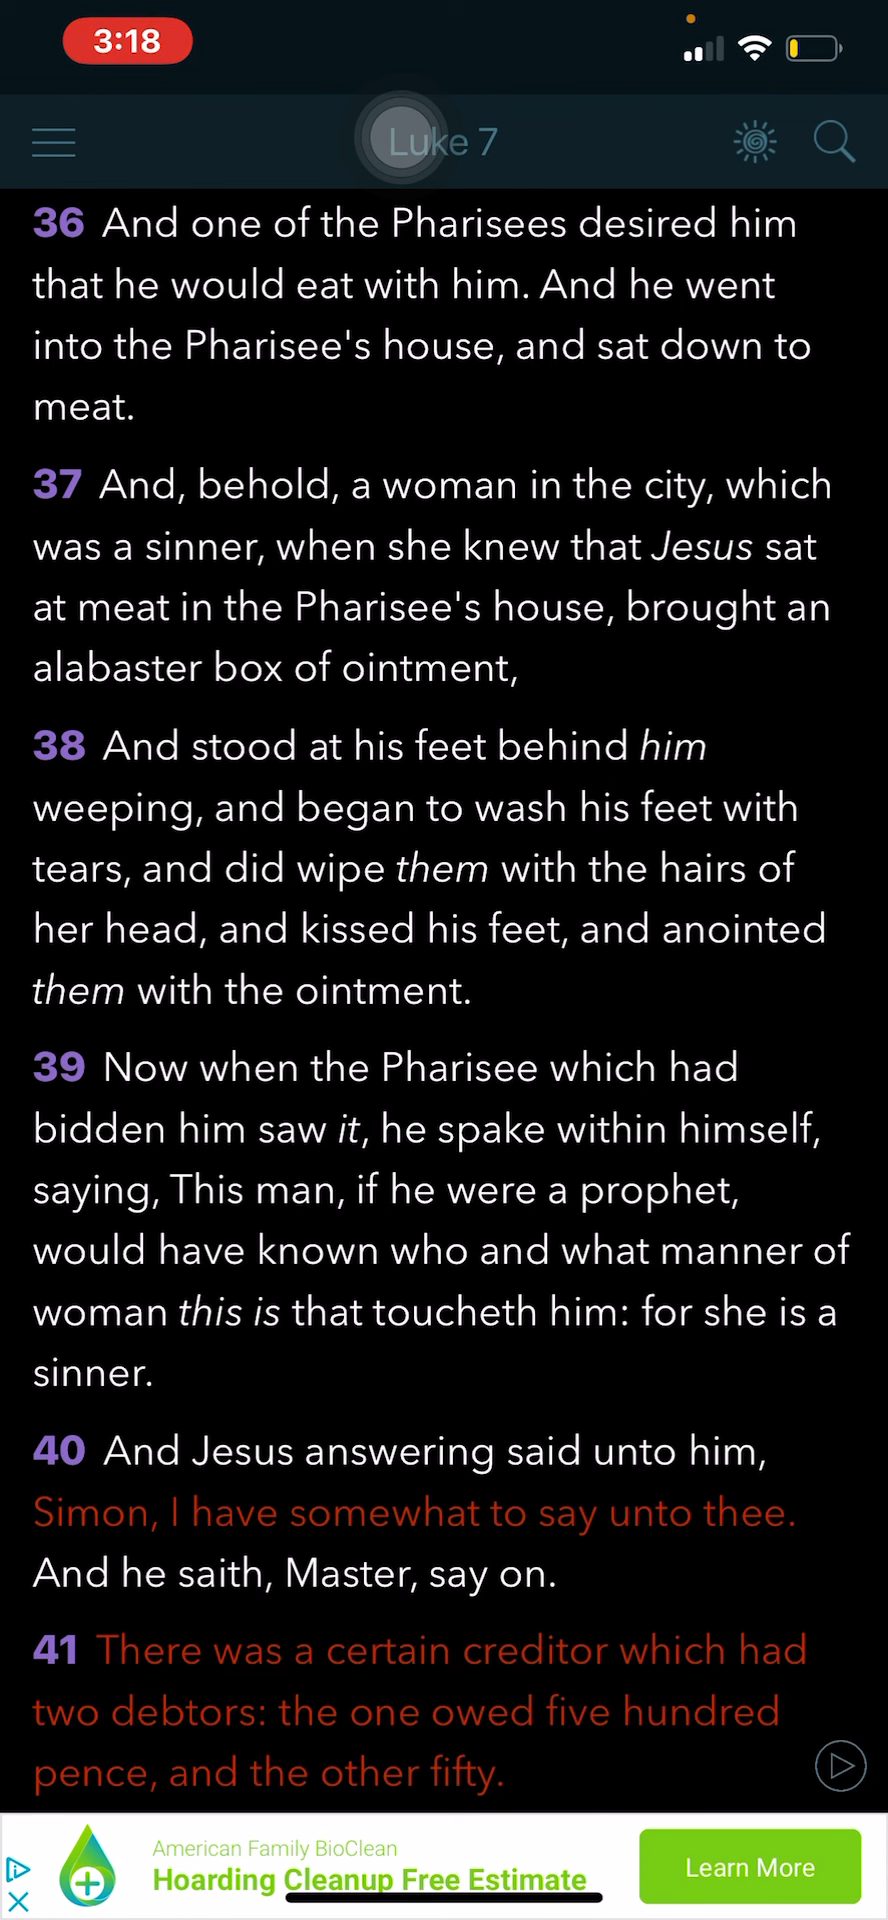 3:18
Luke 7
36 And one of the Pharisees desired him
that he would eat with him. And he went
into the Pharisee's house, and sat down to
meat.
37 And, behold, a woman in the city, which
was a sinner, when she knew that Jesus sat
at meat in the Pharisee's house, brought an
alabaster box of ointment,
38 And stood at his feet behind him
weeping, and began to wash his feet with
tears, and did wipe them with the hairs of
her head, and kissed his feet, and anointed
them with the ointment.
39 Now when the Pharisee which had
bidden him saw it, he spake within himself,
saying, This man, if he were a prophet,
would have known who and what manner of
woman this is that toucheth him: for she is a
sinner.
40 And Jesus answering said unto him,
Simon, I have somewhat to say unto thee.
And he saith, Master, say on.
41 There was a certain creditor which had
two debtors: the one owed five hundred
pence, and the other fifty.
American Family BioClean
Hoarding Cleanup Free Estimate
Learn More